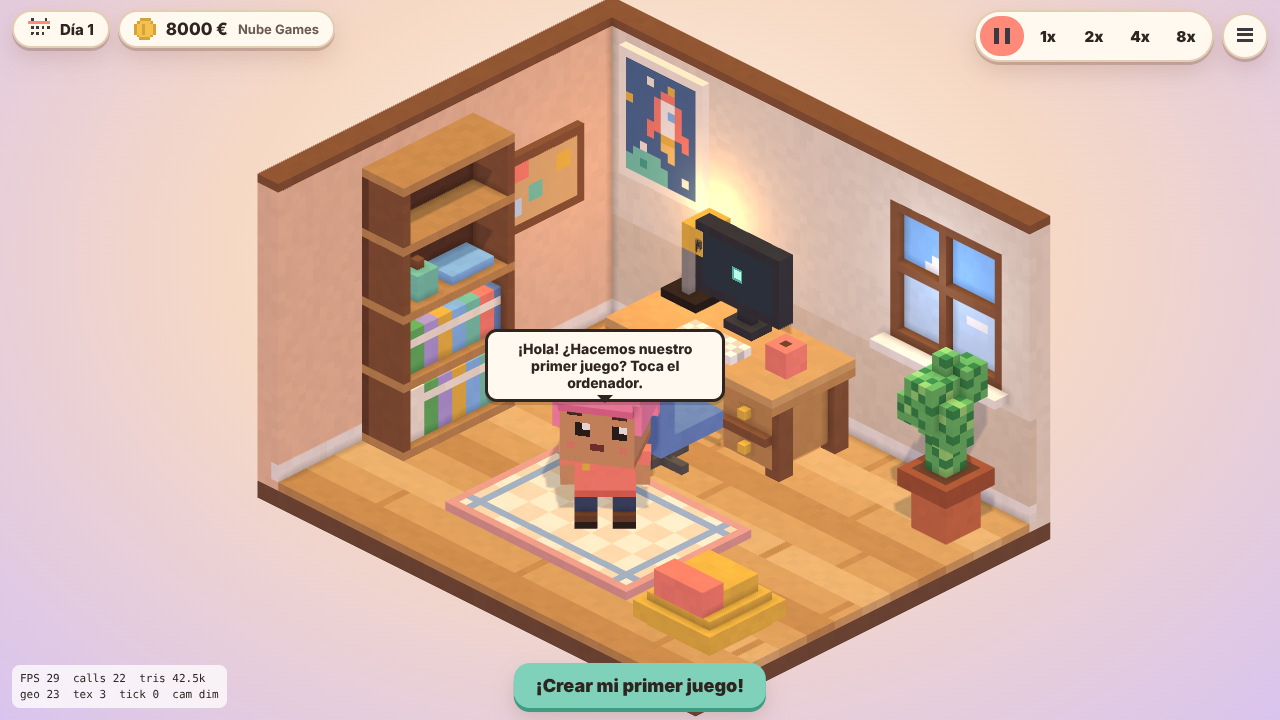 Día 1
8000 € Nube Games
1x 2x 4x 8x
¡Hola! ¿Hacemos nuestro
primer juego? Toca el
ordenador.
¡Crear mi primer juego!
FPS 29 calls 22 tris 42.5k
geo 23 tex 3 tick 0 cam dim